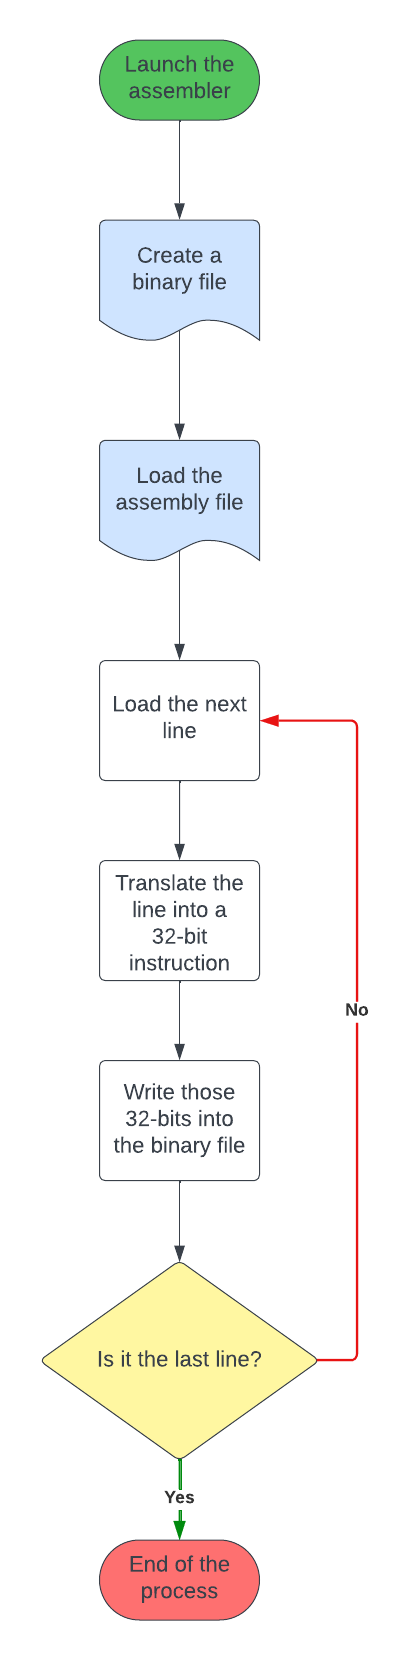 Launch the
assembler
Create a
binary file
Load the
assembly file
Load the next
line
Translate the
line into a
32-bit
instruction
No
Write those
32-bits into
the binary file
Is it the last line?
Yes
End of the
process